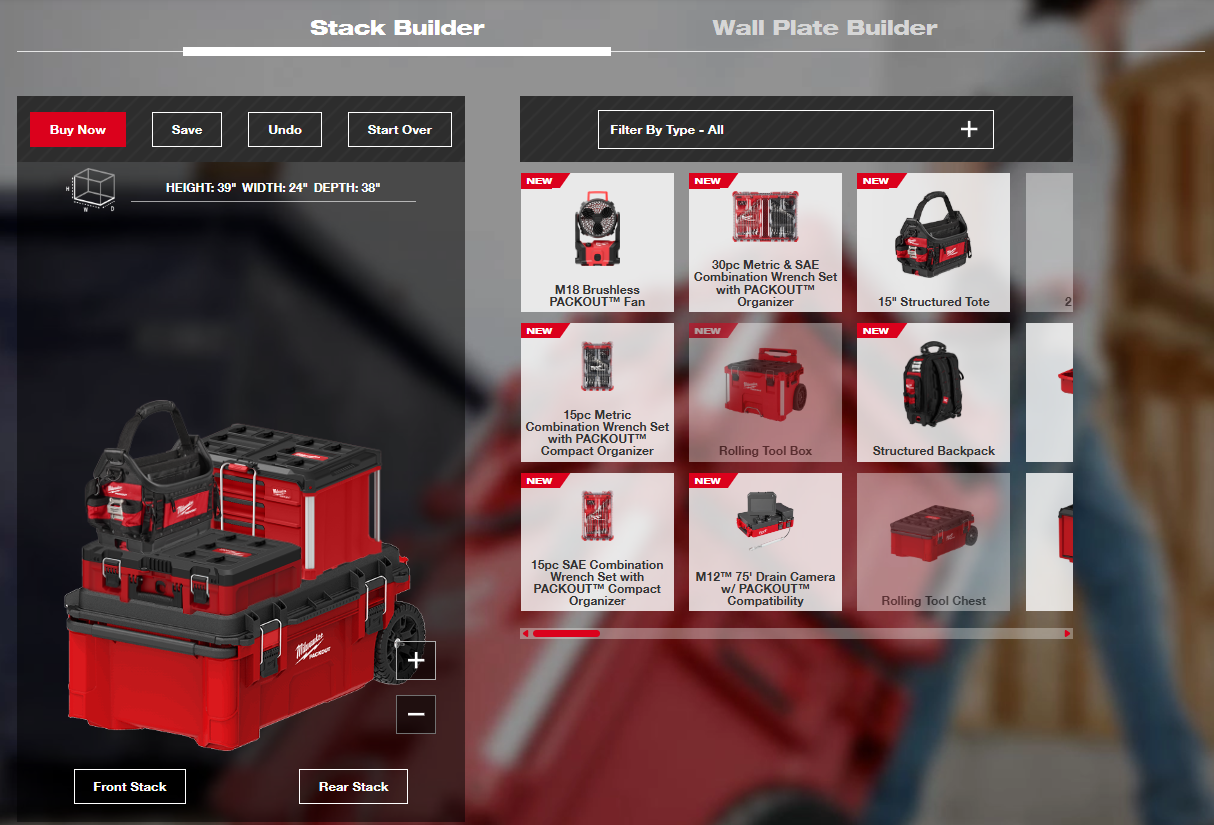 Stack Builder
Wall Plate Builder
Buy Now
Save
Undo
Start Over
Filter By Type - All
H
W
D
HEIGHT: 39" WIDTH: 24" DEPTH: 38"
NEW
NEW
NEW
M18 Brushless
PACKOUT™ Fan
30pc Metric & SAE
Combination Wrench Set
with PACKOUT™
Organizer
15" Structured Tote
2
NEW
NEW
NEW
15pc Metric
Combination Wrench Set
with PACKOUT™
Compact Organizer
Rolling Tool Box
Structured Backpack
NEW
NEW
15pc SAE Combination
Wrench Set with
PACKOUT™ Compact
Organizer
M12™ 75' Drain Camera
w/ PACKOUT™
Compatibility
Rolling Tool Chest
Milwaukee
Milwaukee
PACKOUT
Front Stack
Rear Stack